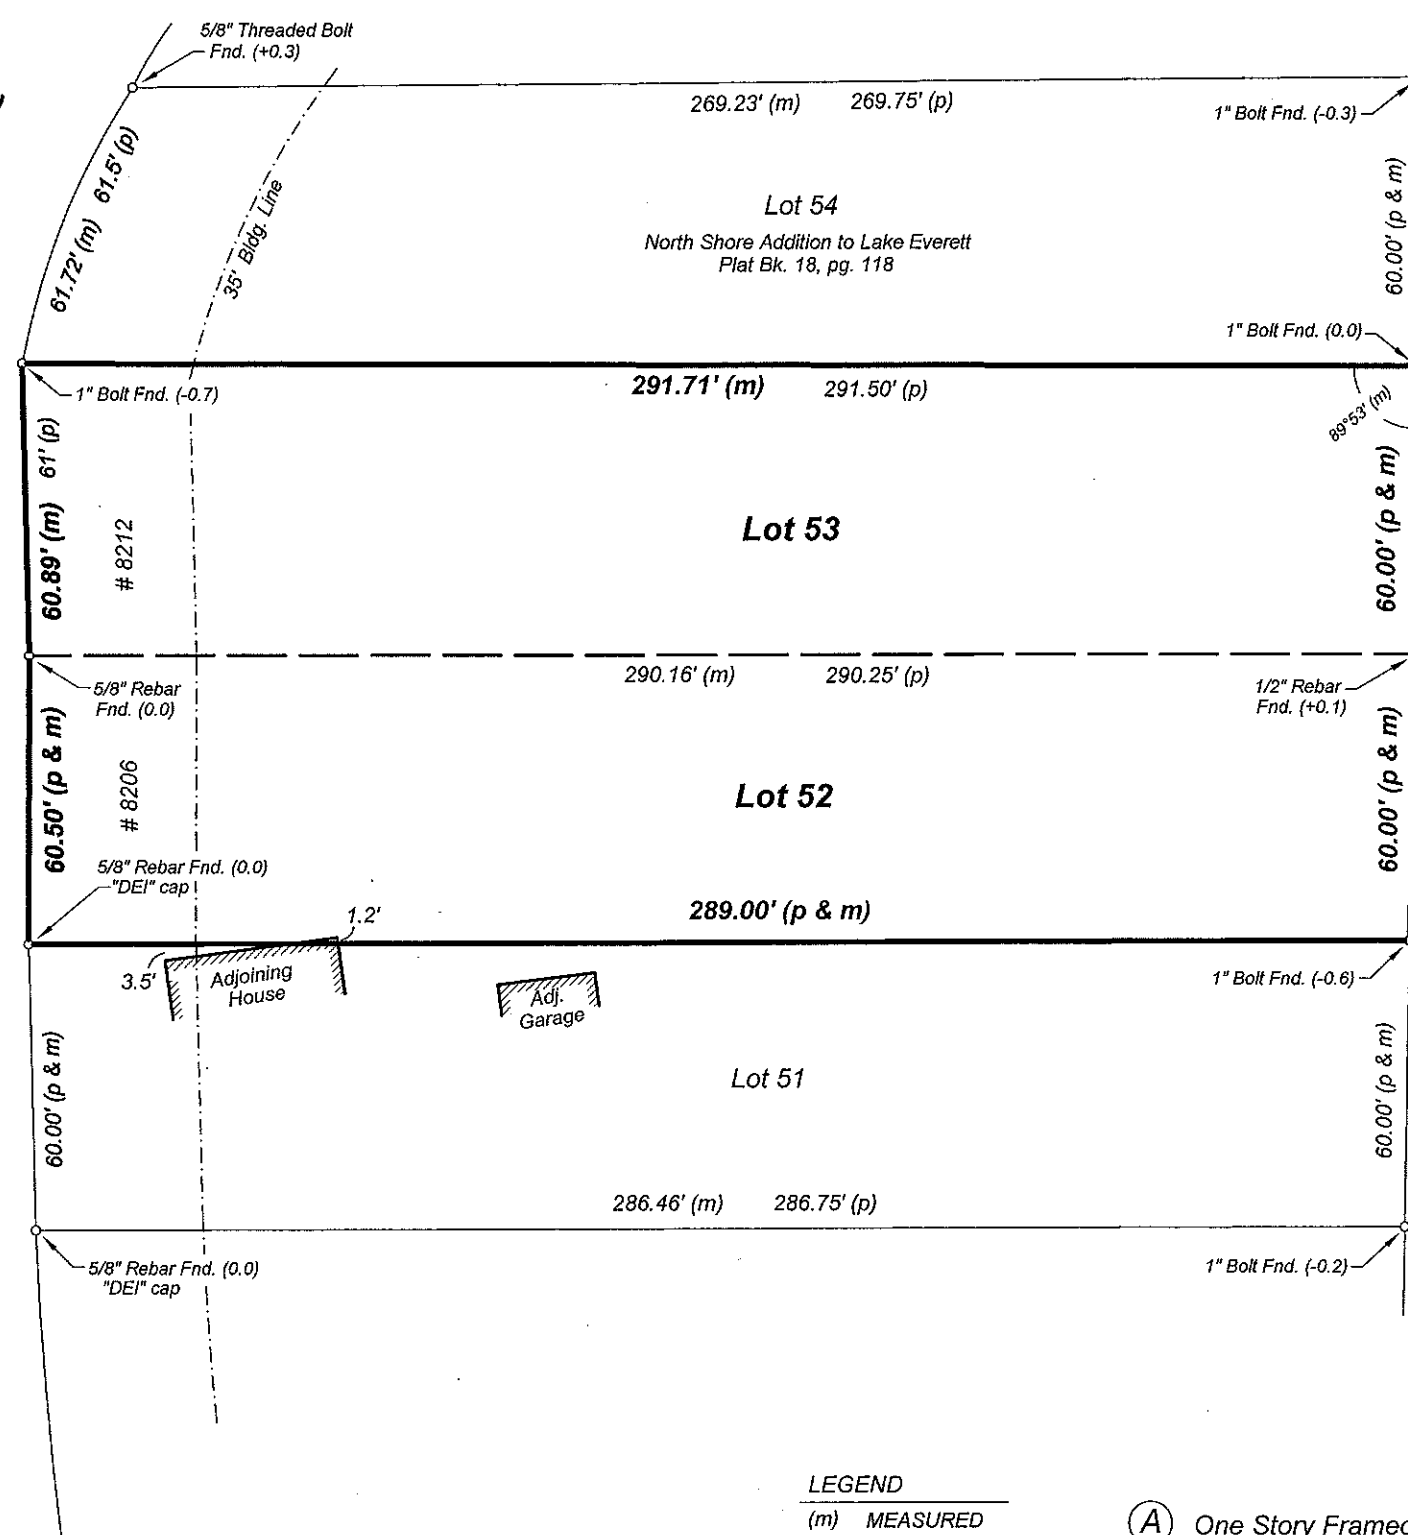 5/8" Threaded Bolt
Fnd. (+0.3)
269.23' (m) 269.75' (p)
1" Bolt Fnd. (-0.3)
61.72' (m) 61.5' (p)
35' Bldg. Line
Lot 54
North Shore Addition to Lake Everett
Plat Bk. 18, pg. 118
60.00' (p & m)
1" Bolt Fnd. (0.0)
1" Bolt Fnd. (-0.7)
291.71' (m) 291.50' (p)
89°53' (m)
60.89' (m) 61' (p)
# 8212
Lot 53
60.00' (p & m)
290.16' (m) 290.25' (p)
5/8" Rebar
Fnd. (0.0)
1/2" Rebar
Fnd. (+0.1)
60.50' (p & m)
# 8206
Lot 52
60.00' (p & m)
5/8" Rebar Fnd. (0.0)
"DEI" cap
289.00' (p & m)
1.2'
3.5'
Adjoining
House
Adj.
Garage
1" Bolt Fnd. (-0.6)
60.00' (p & m)
Lot 51
60.00' (p & m)
286.46' (m) 286.75' (p)
5/8" Rebar Fnd. (0.0)
"DEI" cap
1" Bolt Fnd. (-0.2)
LEGEND
(m) MEASURED
A One Story Framed